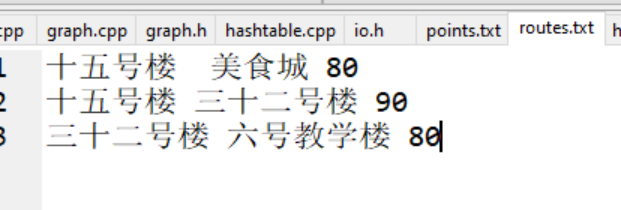 cpp graph.cpp graph.h hashtable.cpp io.h points.txt routes.txt h
1 十五号楼  美食城 80
2 十五号楼 三十二号楼 90
3 三十二号楼 六号教学楼 80